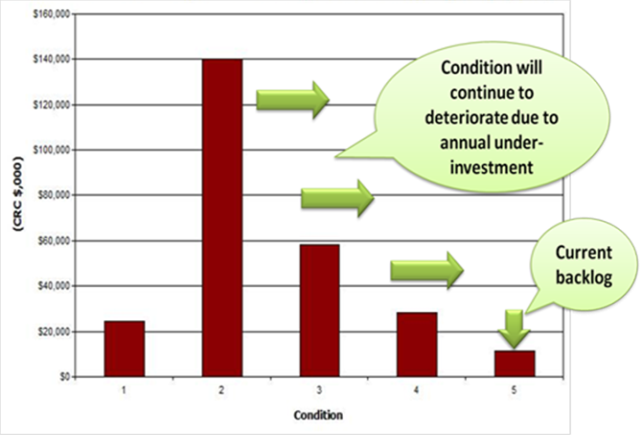 $160,000
$140,000
$120,000
$100,000
$80,000
$60,000
$40,000
$20,000
$0
(CRC $,000)
1 2 3 4 5
Condition
Condition will
continue to
deteriorate due to
annual under-
investment
Current
backlog